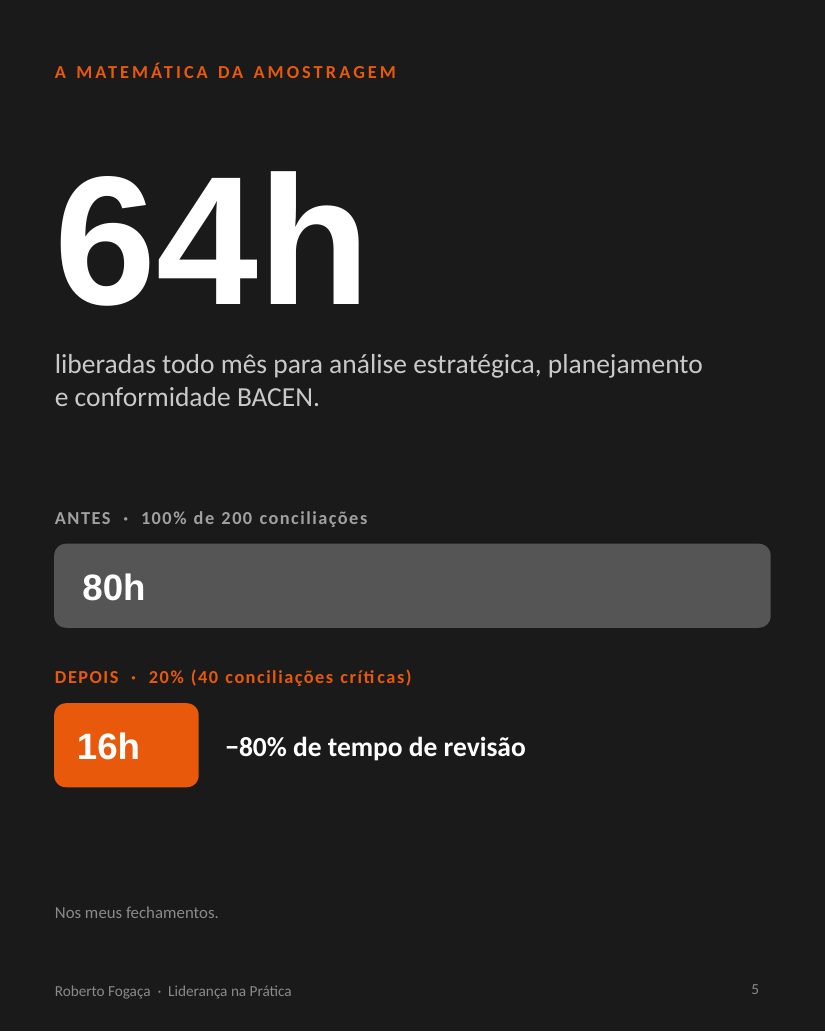 A MATEMÁTICA DA AMOSTRAGEM
64h
liberadas todo mês para análise estratégica, planejamento
e conformidade BACEN.
ANTES · 100% de 200 conciliações
80h
DEPOIS · 20% (40 conciliações críticas)
16h
−80% de tempo de revisão
Nos meus fechamentos.
Roberto Fogaça · Liderança na Prática
5